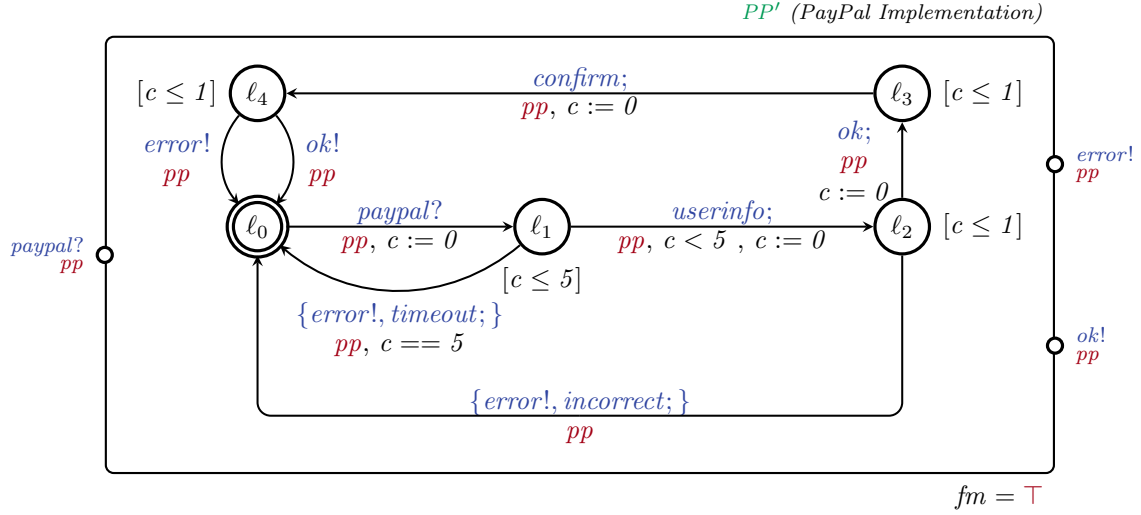 PP′ (PayPal Implementation)
[c ≤ 1]
ℓ4
confirm;
pp, c := 0
ℓ3
[c ≤ 1]
error!
pp
ok!
pp
ok;
pp
c := 0
error!
pp
ℓ0
paypal?
pp, c := 0
ℓ1
[c ≤ 5]
userinfo;
pp, c < 5 , c := 0
ℓ2
[c ≤ 1]
paypal?
pp
{error!, timeout; }
pp, c == 5
ok!
pp
{error!, incorrect; }
pp
fm = ⊤